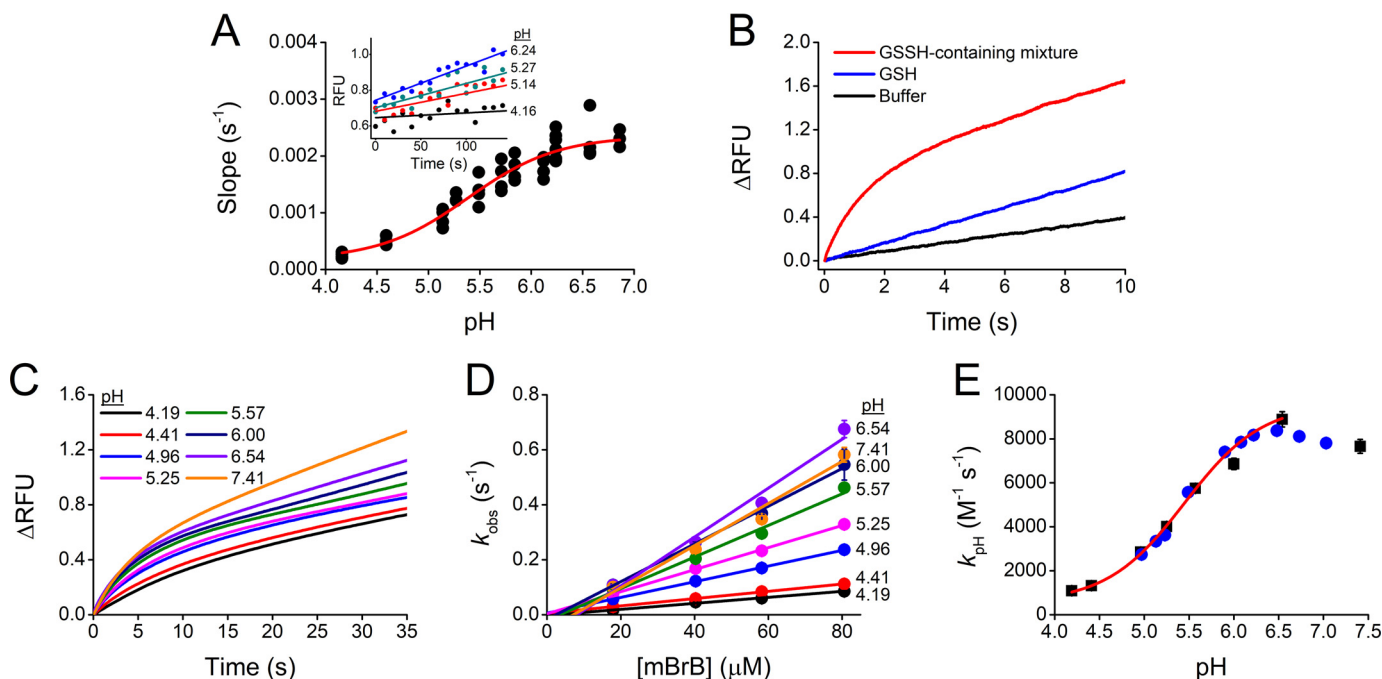 A
0.004
0.003
0.002
0.001
0.000
Slope (s⁻¹)
4.0 4.5 5.0 5.5 6.0 6.5 7.0
pH
1.0
0.8
0.6
RFU
0 50 100
Time (s)
pH
6.24
5.27
5.14
4.16
B
2.0
1.6
1.2
0.8
0.4
0.0
ΔRFU
GSSH-containing mixture
GSH
Buffer
0 2 4 6 8 10
Time (s)
C
1.6
1.2
0.8
0.4
0.0
ΔRFU
pH
4.19 5.57
4.41 6.00
4.96 6.54
5.25 7.41
0 5 10 15 20 25 30 35
Time (s)
D
0.8
0.6
0.4
0.2
0.0
k_obs (s⁻¹)
pH
6.54
7.41
6.00
5.57
5.25
4.96
4.41
4.19
0 20 40 60 80
[mBrB] (μM)
E
10000
8000
6000
4000
2000
0
k_pH (M⁻¹ s⁻¹)
4.0 4.5 5.0 5.5 6.0 6.5 7.0 7.5
pH